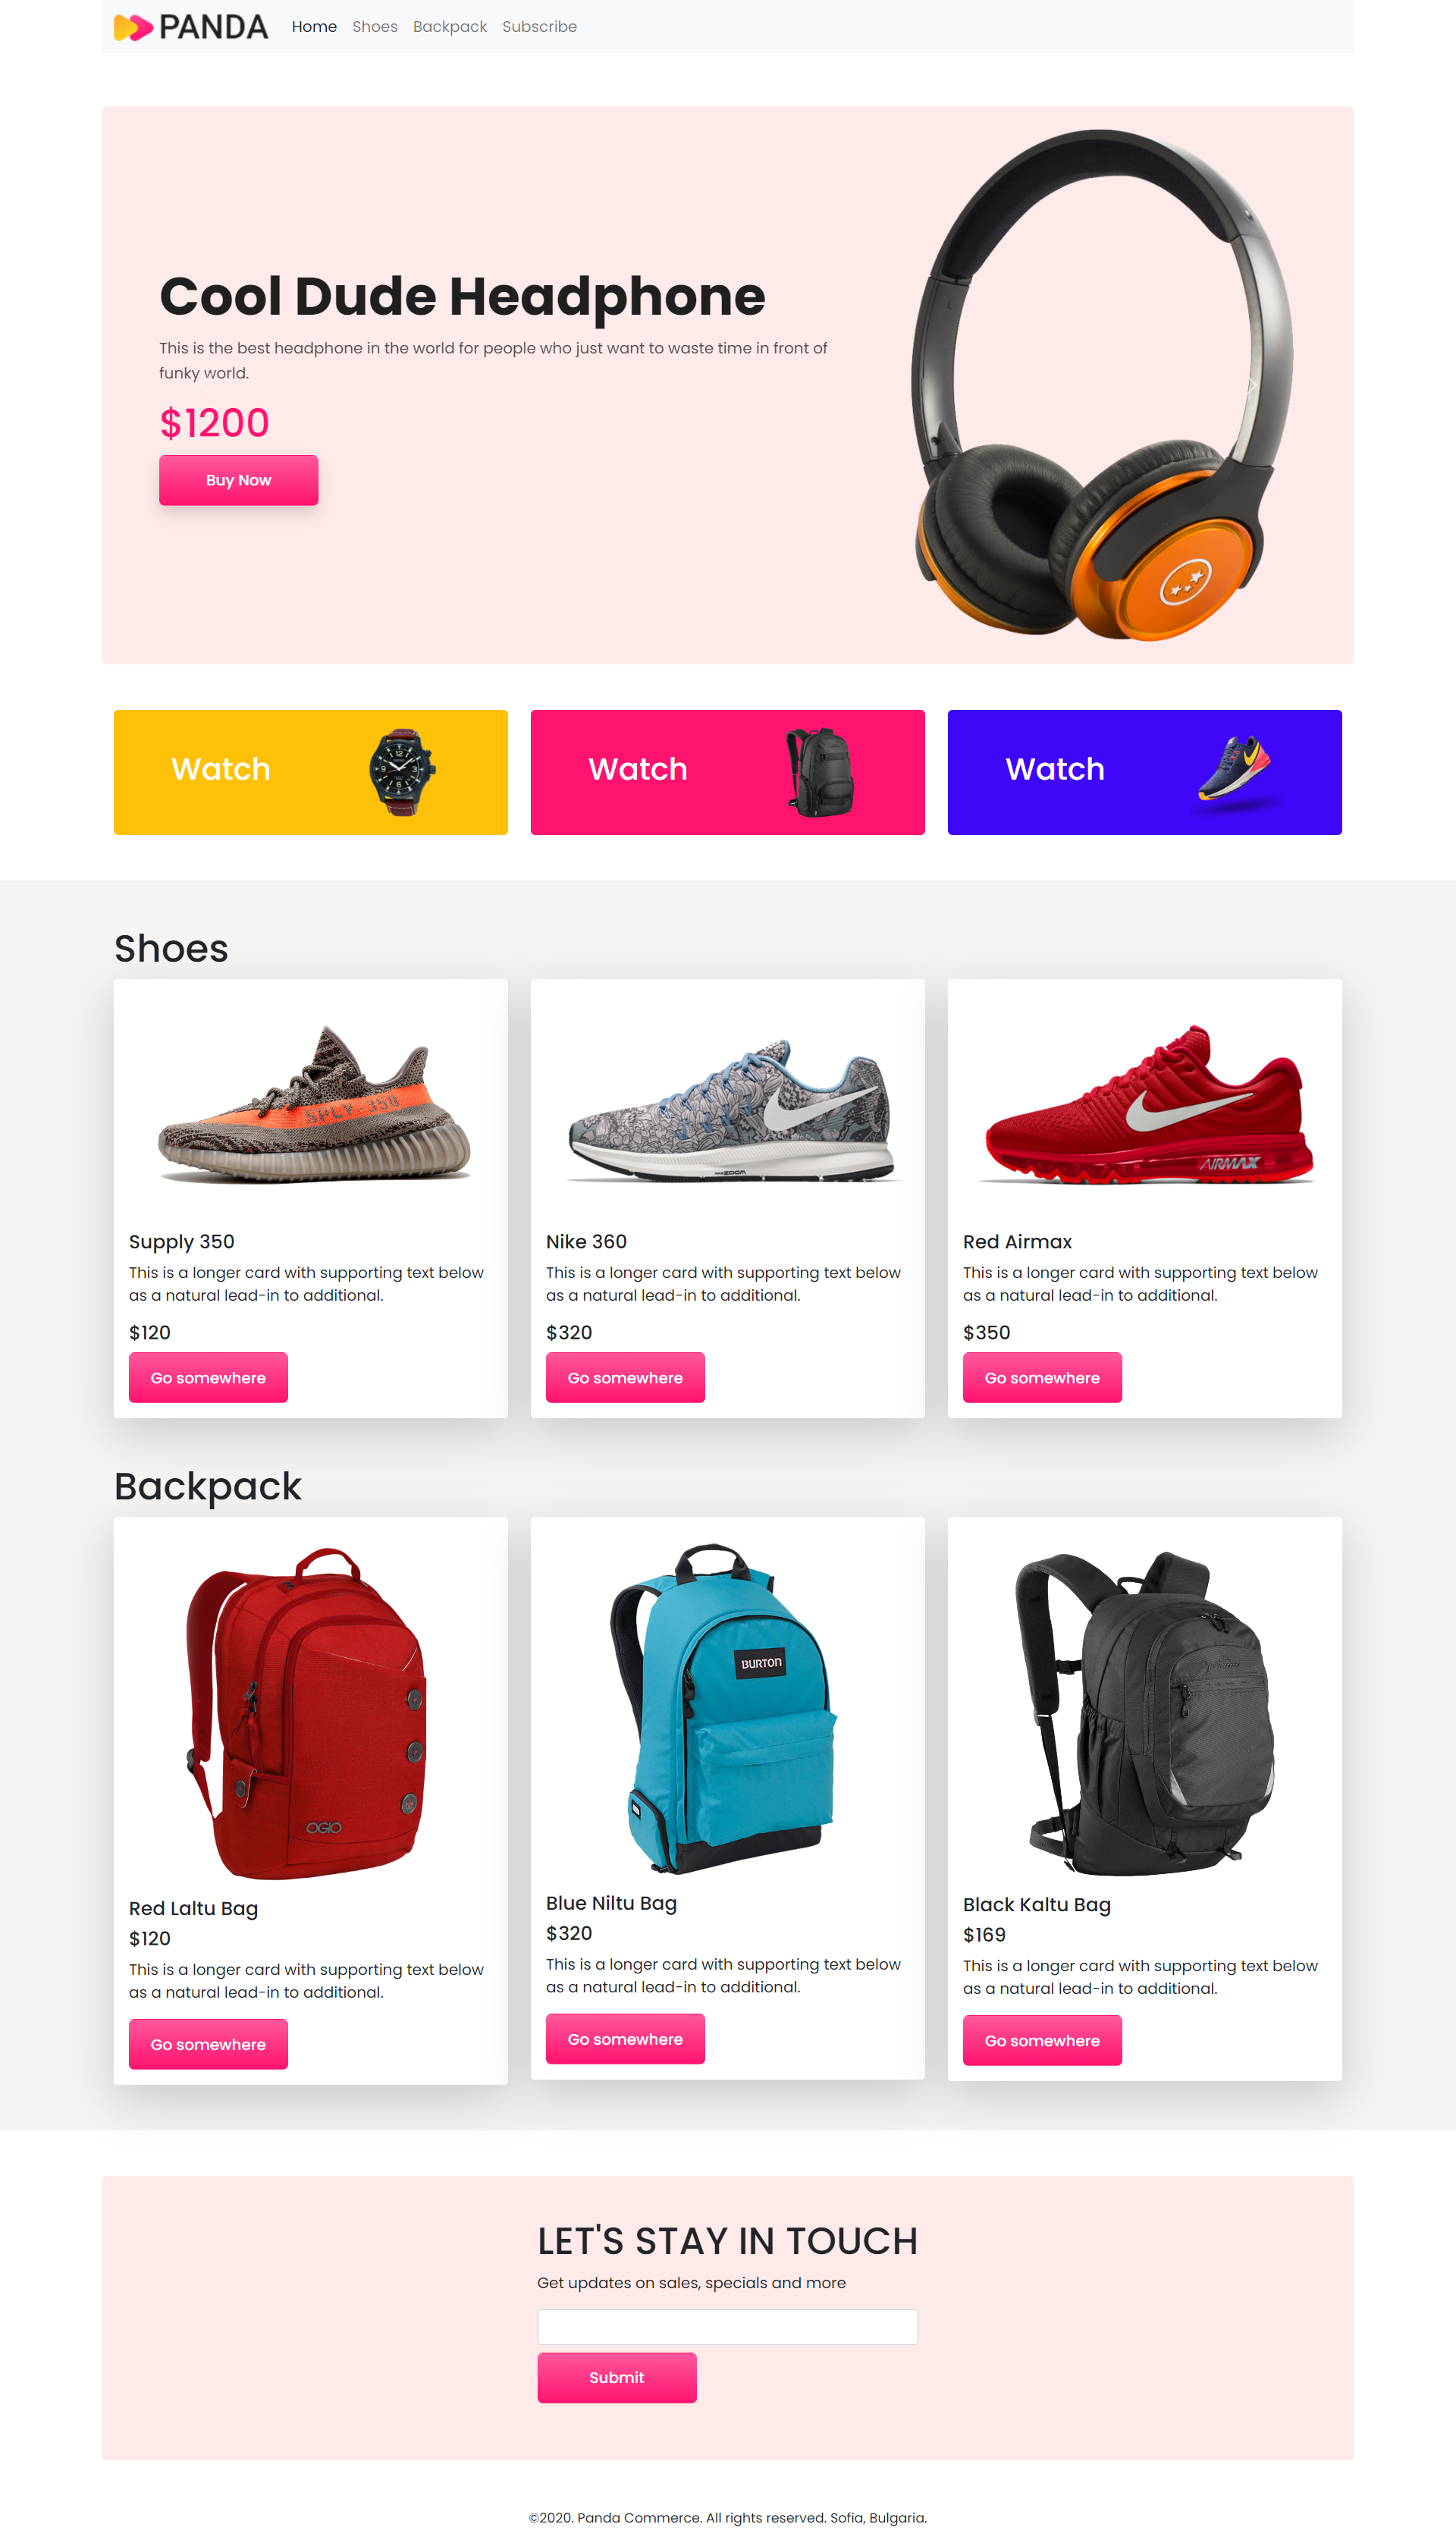 PANDA Home Shoes Backpack Subscribe
Cool Dude Headphone
This is the best headphone in the world for people who just want to waste time in front of
funky world.
$1200
Buy Now
Watch
Watch
Watch
Shoes
SPLY-350
ZOOM
AIRMAX
Supply 350
This is a longer card with supporting text below
as a natural lead-in to additional.
$120
Go somewhere
Nike 360
This is a longer card with supporting text below
as a natural lead-in to additional.
$320
Go somewhere
Red Airmax
This is a longer card with supporting text below
as a natural lead-in to additional.
$350
Go somewhere
Backpack
OGIO
Red Laltu Bag
$120
This is a longer card with supporting text below
as a natural lead-in to additional.
Go somewhere
BURTON
Blue Niltu Bag
$320
This is a longer card with supporting text below
as a natural lead-in to additional.
Go somewhere
Black Kaltu Bag
$169
This is a longer card with supporting text below
as a natural lead-in to additional.
Go somewhere
LET'S STAY IN TOUCH
Get updates on sales, specials and more
Submit
©2020. Panda Commerce. All rights reserved. Sofia, Bulgaria.